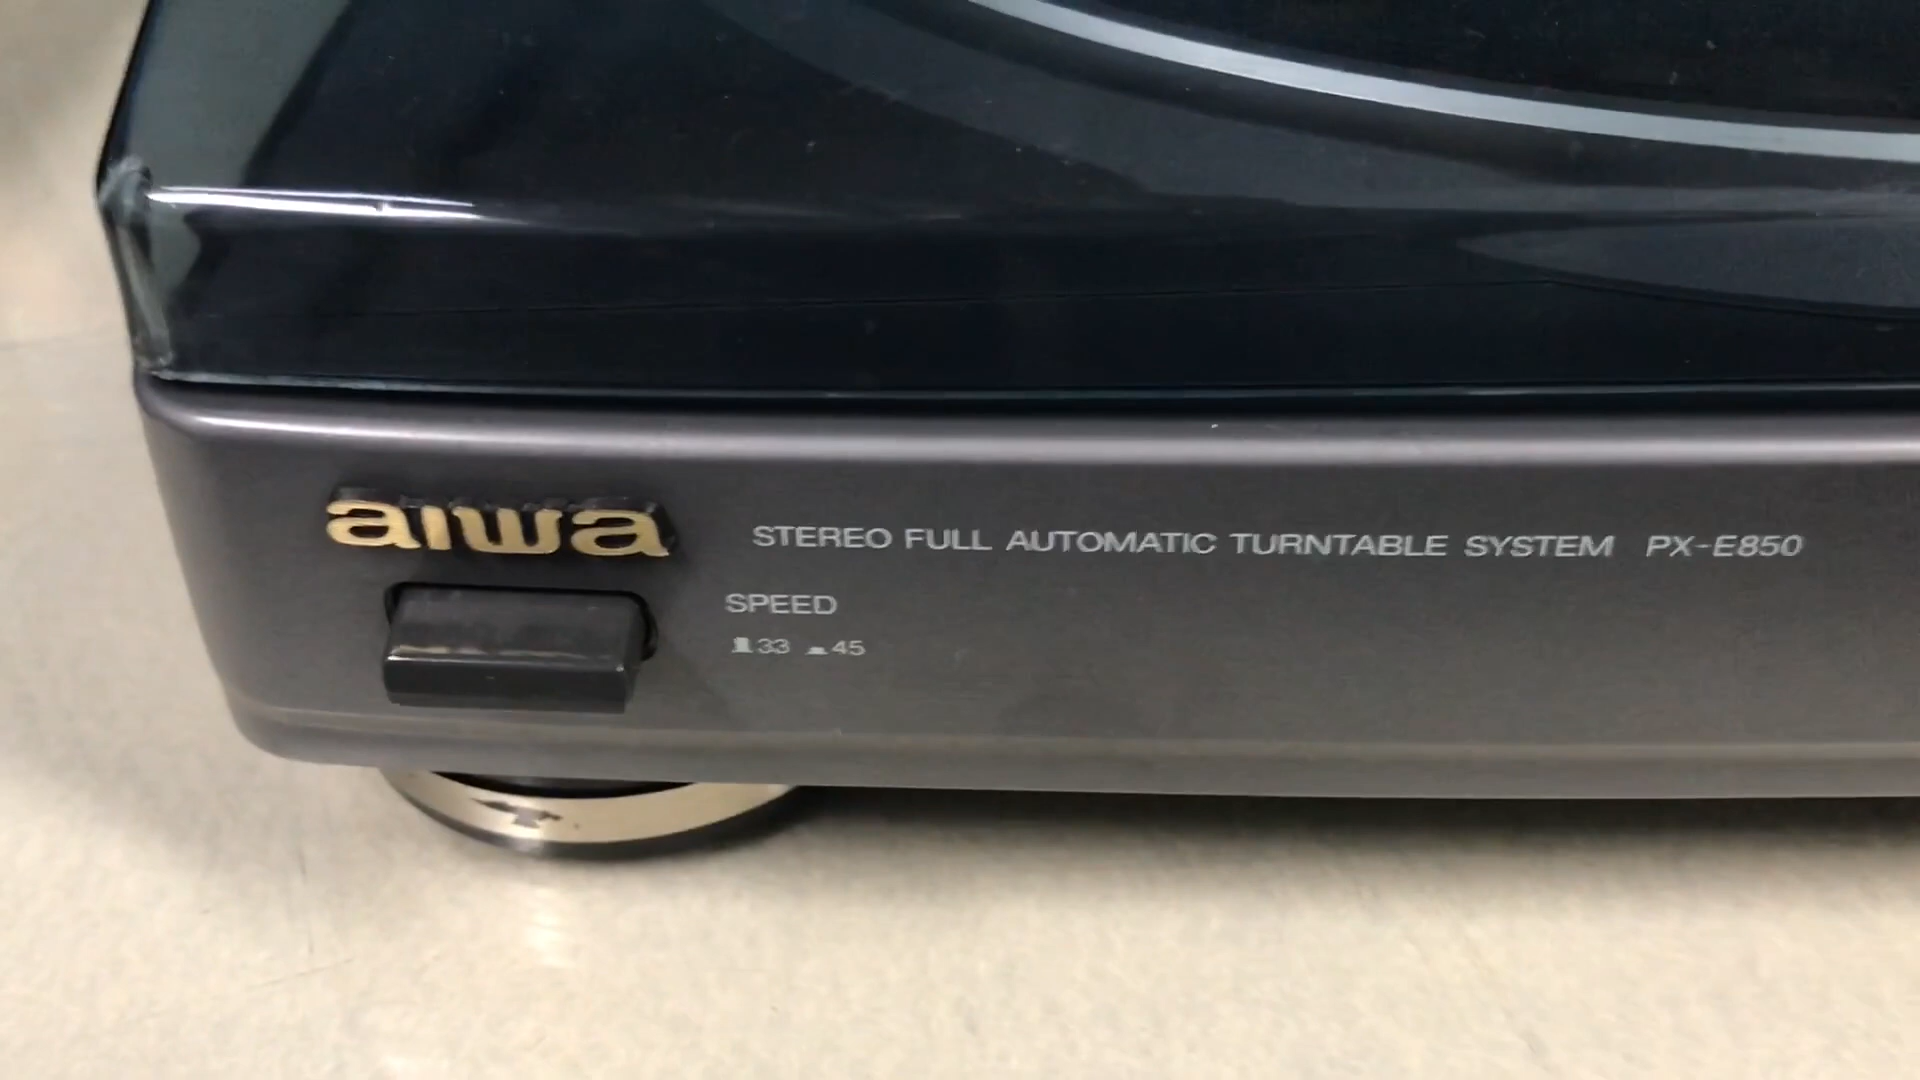 aiwa
STEREO FULL AUTOMATIC TURNTABLE SYSTEM PX-E850
SPEED
33 45